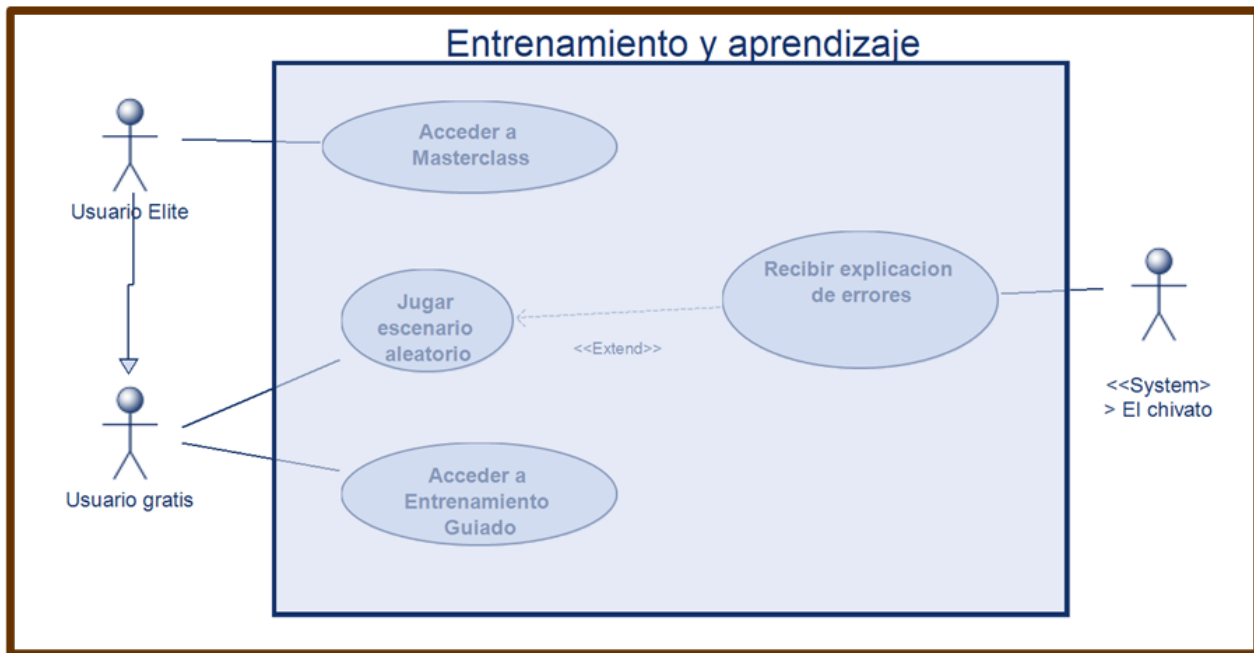 Entrenamiento y aprendizaje
Acceder a
Masterclass
Usuario Elite
Recibir explicacion
de errores
Jugar
escenario
aleatorio
<<Extend>>
<<System>
> El chivato
Usuario gratis
Acceder a
Entrenamiento
Guiado